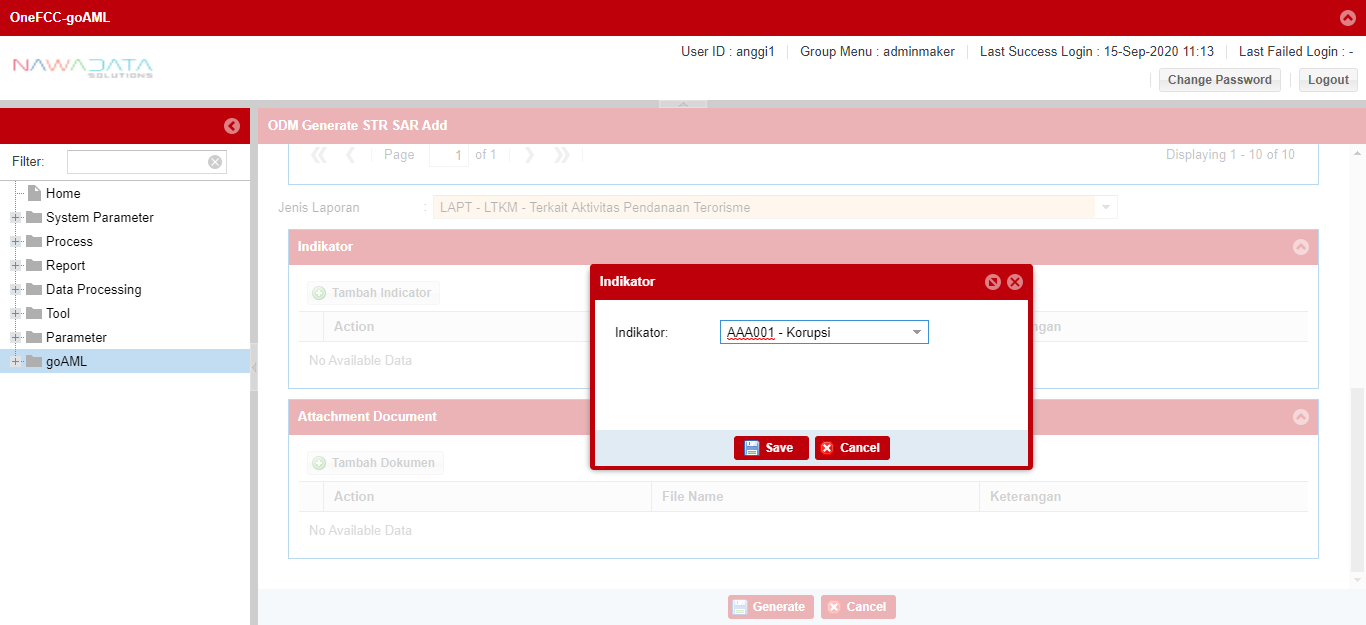 OneFCC-goAML
NAWADATA
SOLUTIONS
User ID : anggi1
Group Menu : adminmaker
Last Success Login : 15-Sep-2020 11:13
Last Failed Login : -
Change Password
Logout
Filter:
Home
System Parameter
Process
Report
Data Processing
Tool
Parameter
goAML
ODM Generate STR SAR Add
Page 1 of 1
Displaying 1 - 10 of 10
Jenis Laporan : LAPT - LTKM - Terkait Aktivitas Pendanaan Terorisme
Indikator
Tambah Indicator
Action
No Available Data
Indikator
Indikator: AAA001 - Korupsi
Save
Cancel
Attachment Document
Tambah Dokumen
Action File Name Keterangan
No Available Data
Generate
Cancel